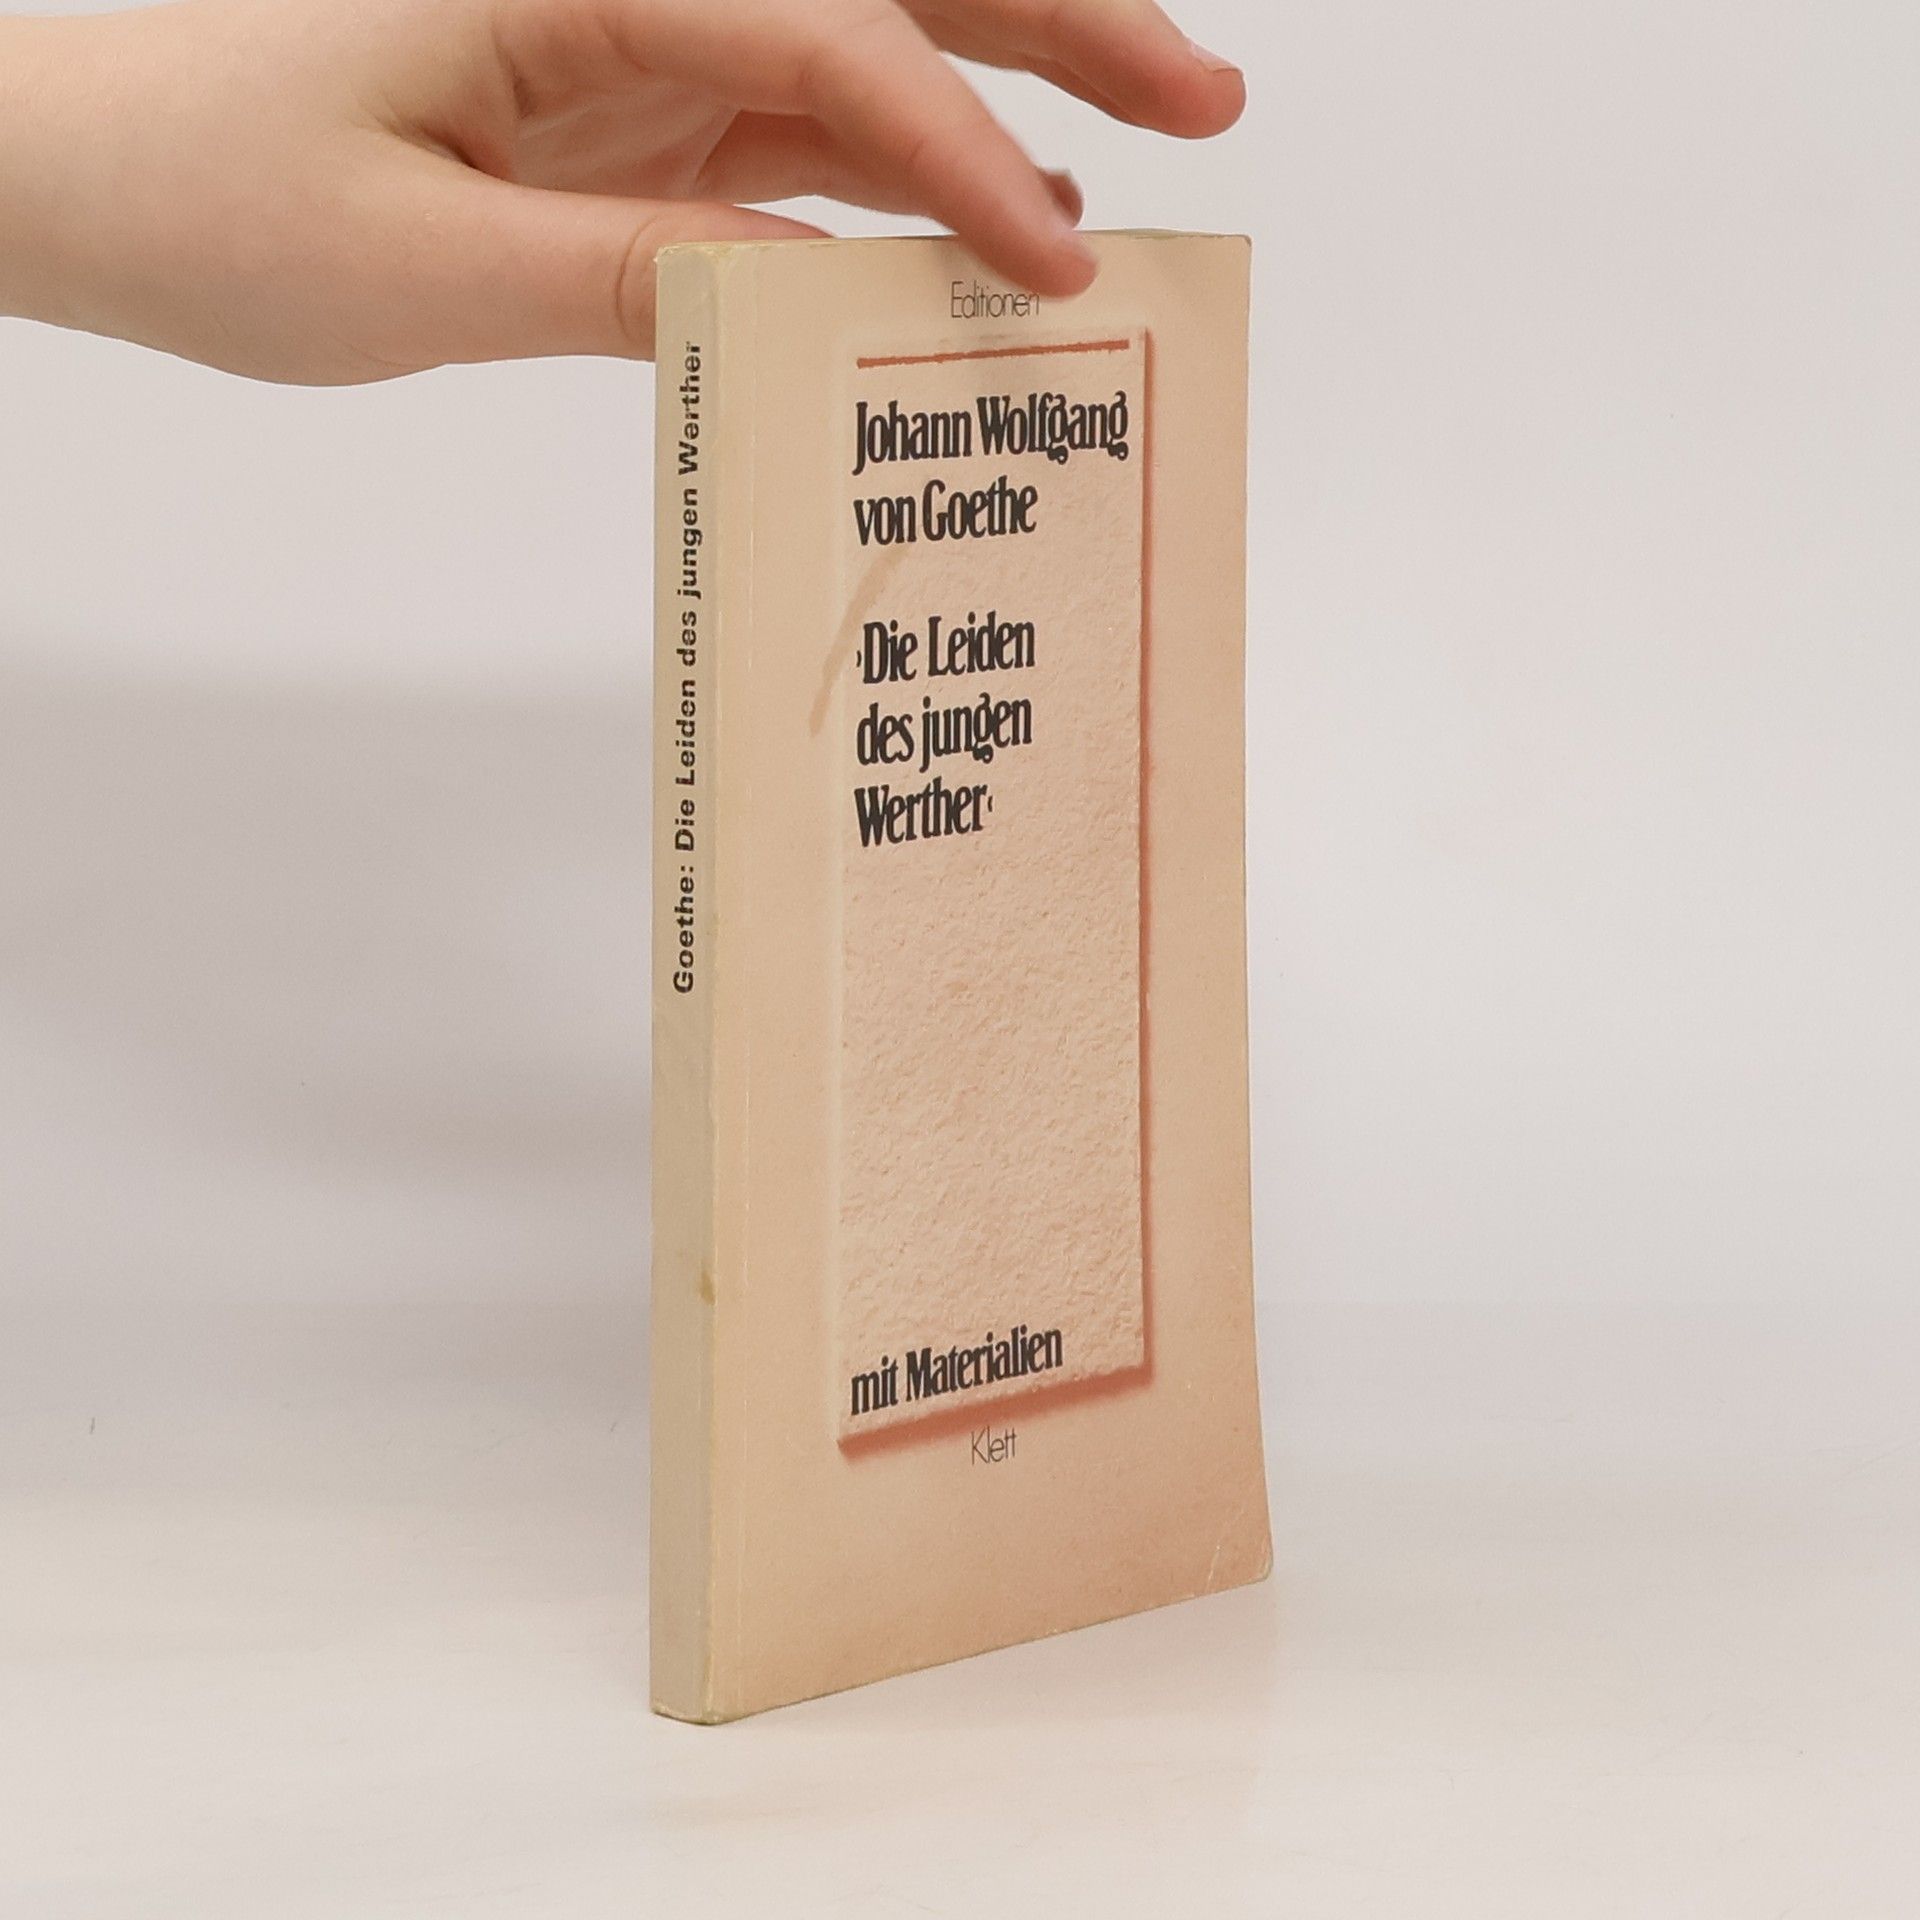 Goethe: Die Leiden des jungen Werther
Editionen
Johann Wolfgang
von Goethe
›Die Leiden
des jungen
Werther‹
mit Materialien
Klett